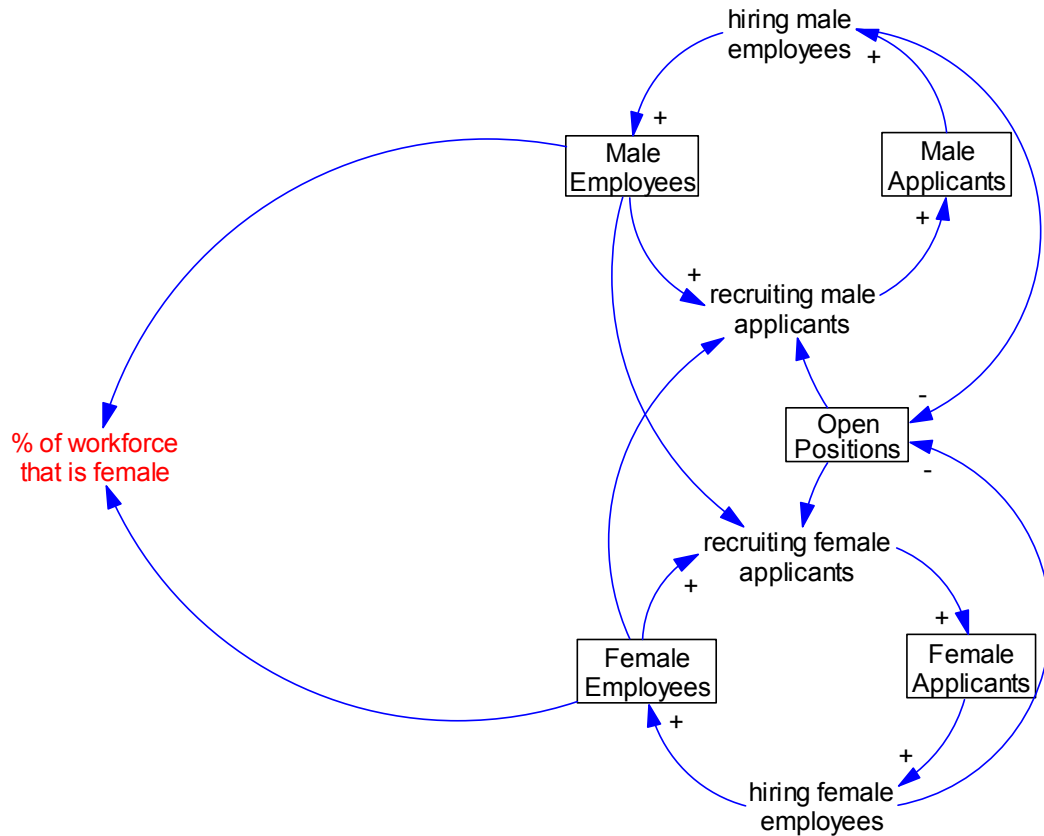 hiring male
employees
+
+
Male
Employees
Male
Applicants
+
+
recruiting male
applicants
-
Open
Positions
-
% of workforce
that is female
recruiting female
applicants
+
+
Female
Employees
Female
Applicants
+
+
hiring female
employees